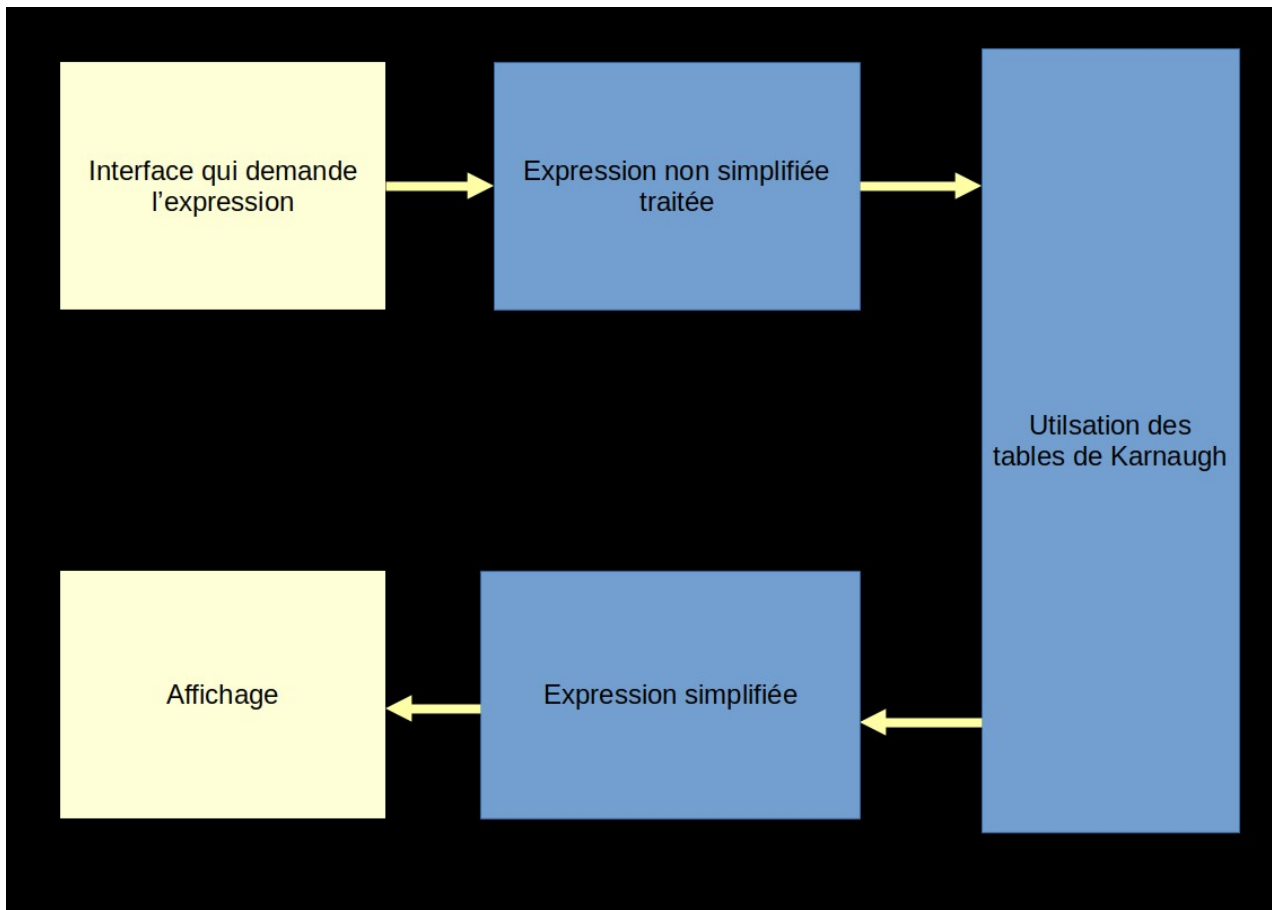 Interface qui demande
l’expression
Expression non simplifiée
traitée
Utilsation des
tables de Karnaugh
Affichage
Expression simplifiée